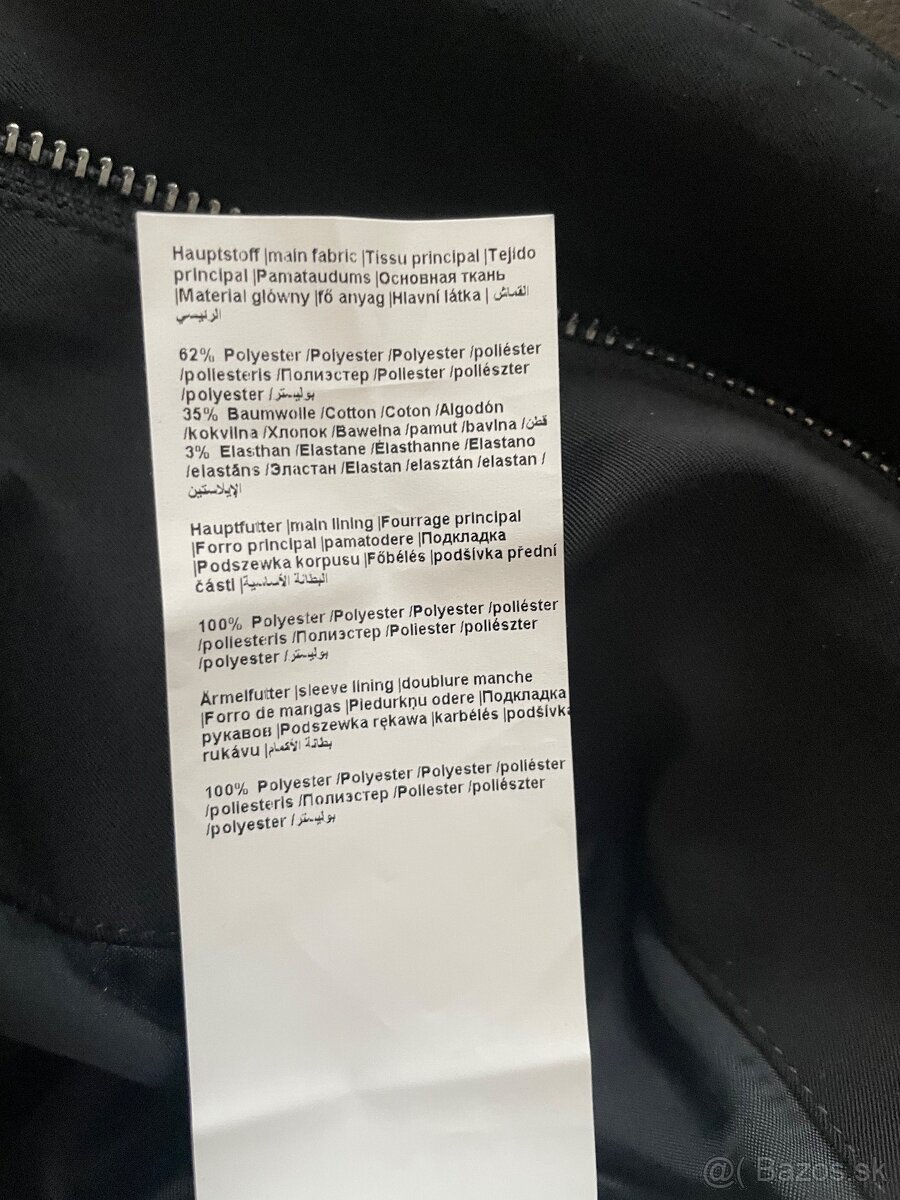 Hauptstoff |main fabric |Tissu principal |Tejido
principal |Pamataudums |Основная ткань
|Material główny |fő anyag |Hlavní látka | القماش
الرئيسي
62% Polyester /Polyester /Polyester /poliéster
/poliesteris /Полиэстер /Poliester /poliészter
/polyester / بوليستر
35% Baumwolle /Cotton /Coton /Algodón
/kokvilna /Хлопок /Bawełna /pamut /bavlna / قطن
3% Elasthan /Elastane /Élasthanne /Elastano
/elastāns /Эластан /Elastan /elasztán /elastan /
الإيلاستين
Hauptfutter |main lining |Fourrage principal
|Forro principal |pamatodere |Подкладка
|Podszewka korpusu |Főbélés |podšívka přední
části | البطانة الأساسية
100% Polyester /Polyester /Polyester /poliéster
/poliesteris /Полиэстер /Poliester /poliészter
/polyester / بوليستر
Ärmelfutter |sleeve lining |doublure manche
|Forro de mangas |Piedurkņu odere |Подкладка
рукавов |Podszewka rękawa |karbélés |podšívka
rukávu | بطانة الأكمام
100% Polyester /Polyester /Polyester /poliéster
/poliesteris /Полиэстер /Poliester /poliészter
/polyester / بوليستر
@( Bazos.sk